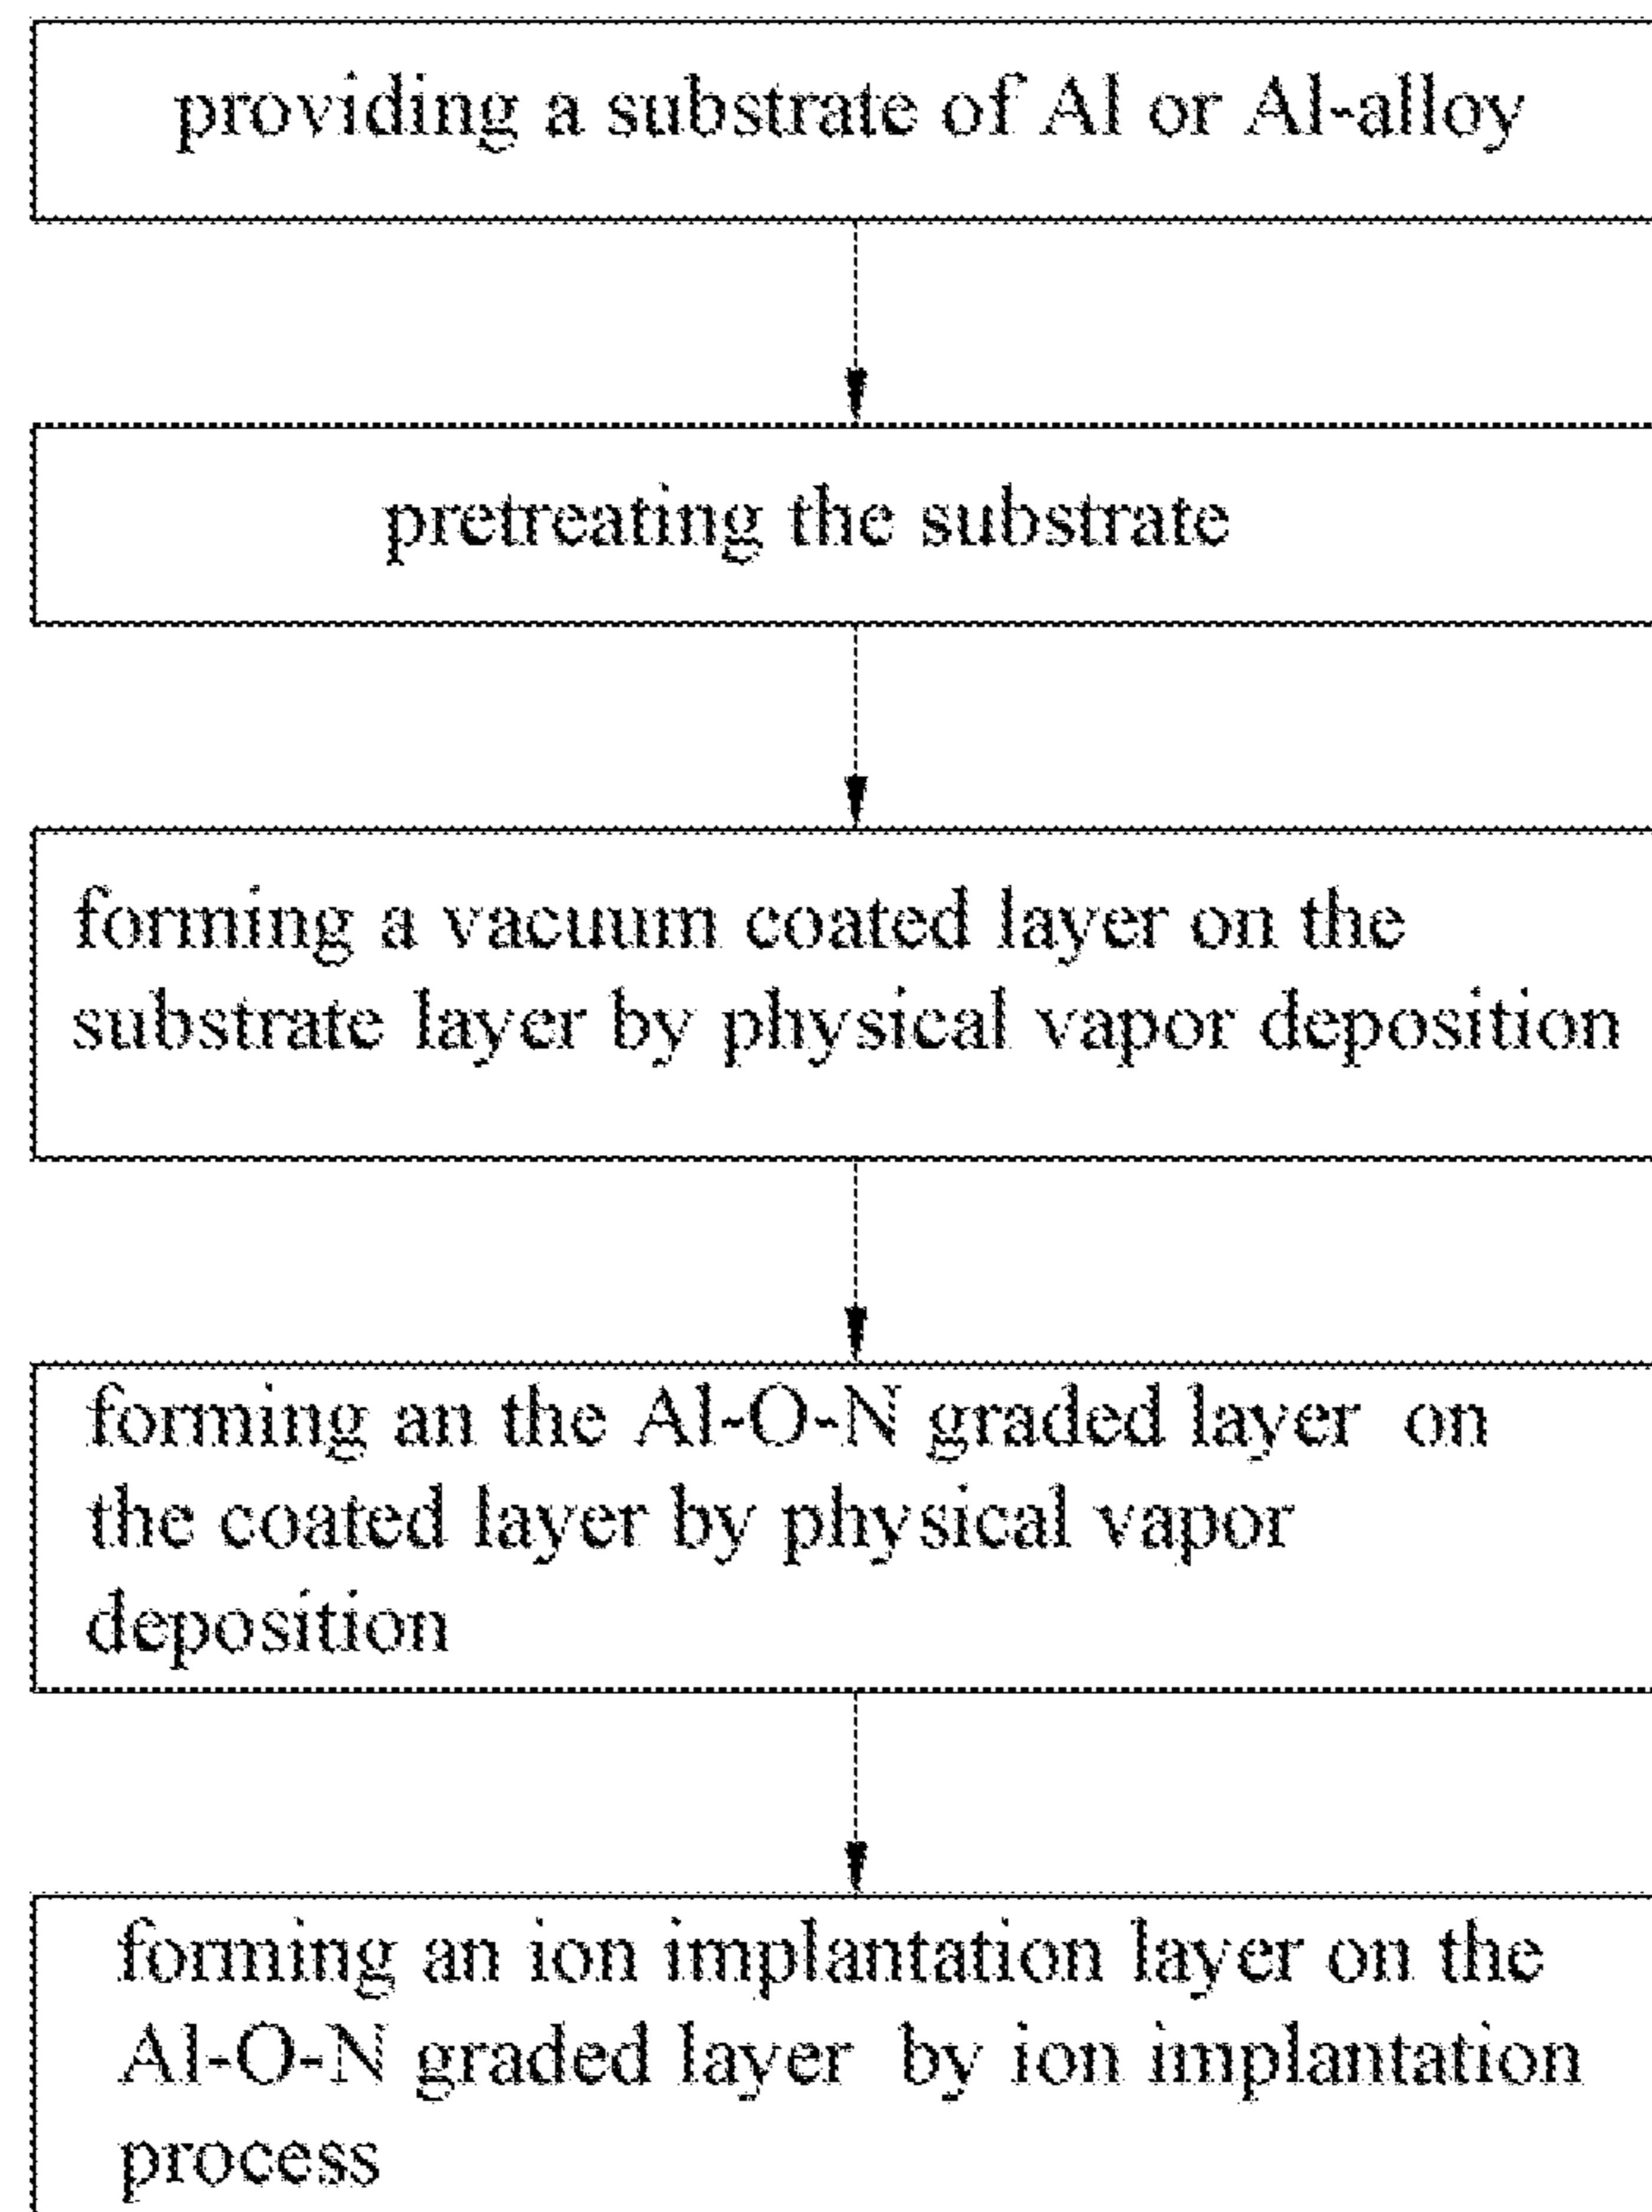 providing a substrate of Al or Al-alloy
pretreating the substrate
forming a vacuum coated layer on the
substrate layer by physical vapor deposition
forming an the Al-O-N graded layer on
the coated layer by physical vapor
deposition
forming an ion implantation layer on the
Al-O-N graded layer by ion implantation
process